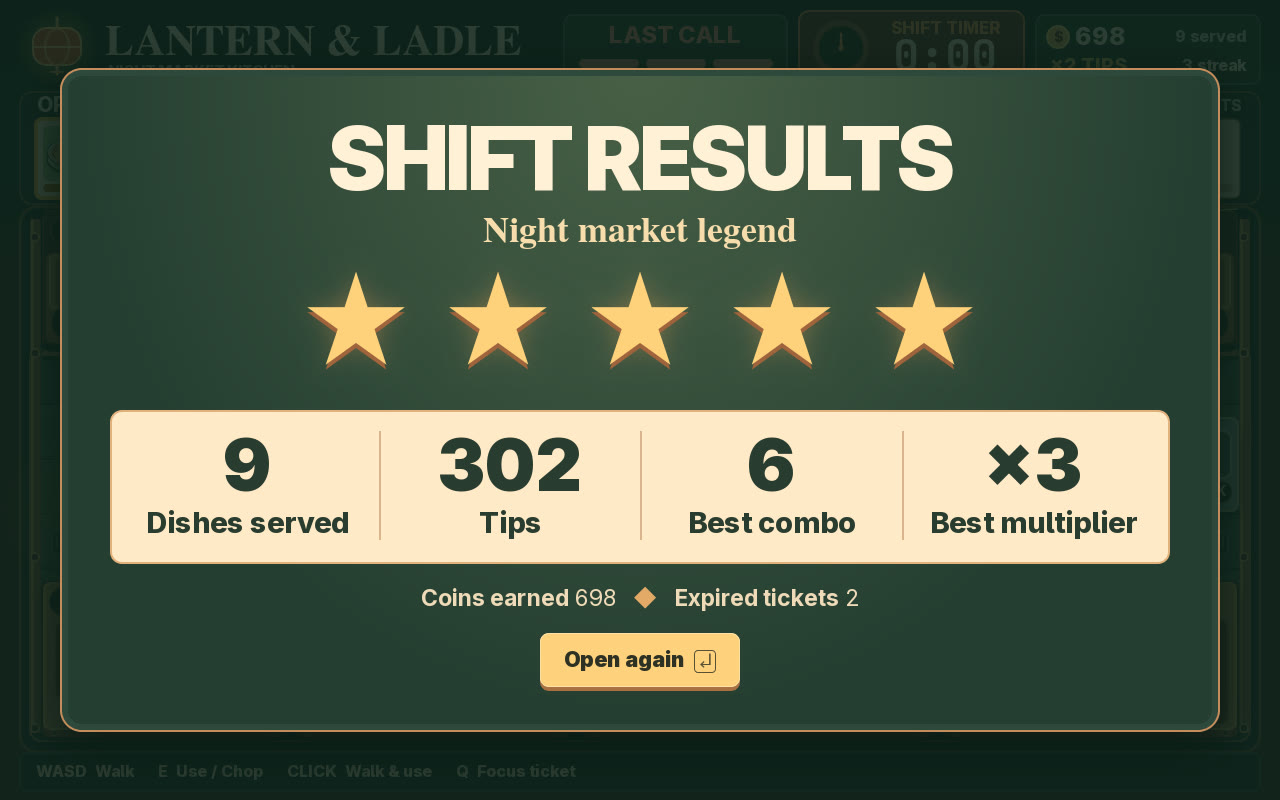 LANTERN & LADLE
LAST CALL
SHIFT TIMER
0:00
698
9 served
×2 TIPS
3 streak
SHIFT RESULTS
Night market legend
9
302
6
×3
Dishes served
Tips
Best combo
Best multiplier
Coins earned 698
Expired tickets 2
Open again
WASD Walk E Use / Chop CLICK Walk & use Q Focus ticket